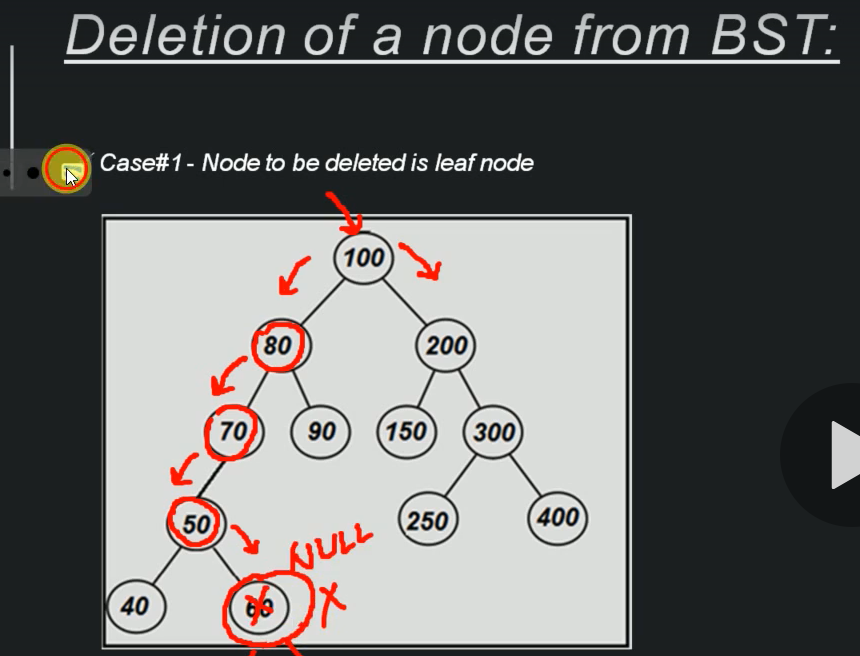 Deletion of a node from BST:
Case#1- Node to be deleted is leaf node
100
80 200
70 90 150 300
50 250 400
NULL
40 60 X